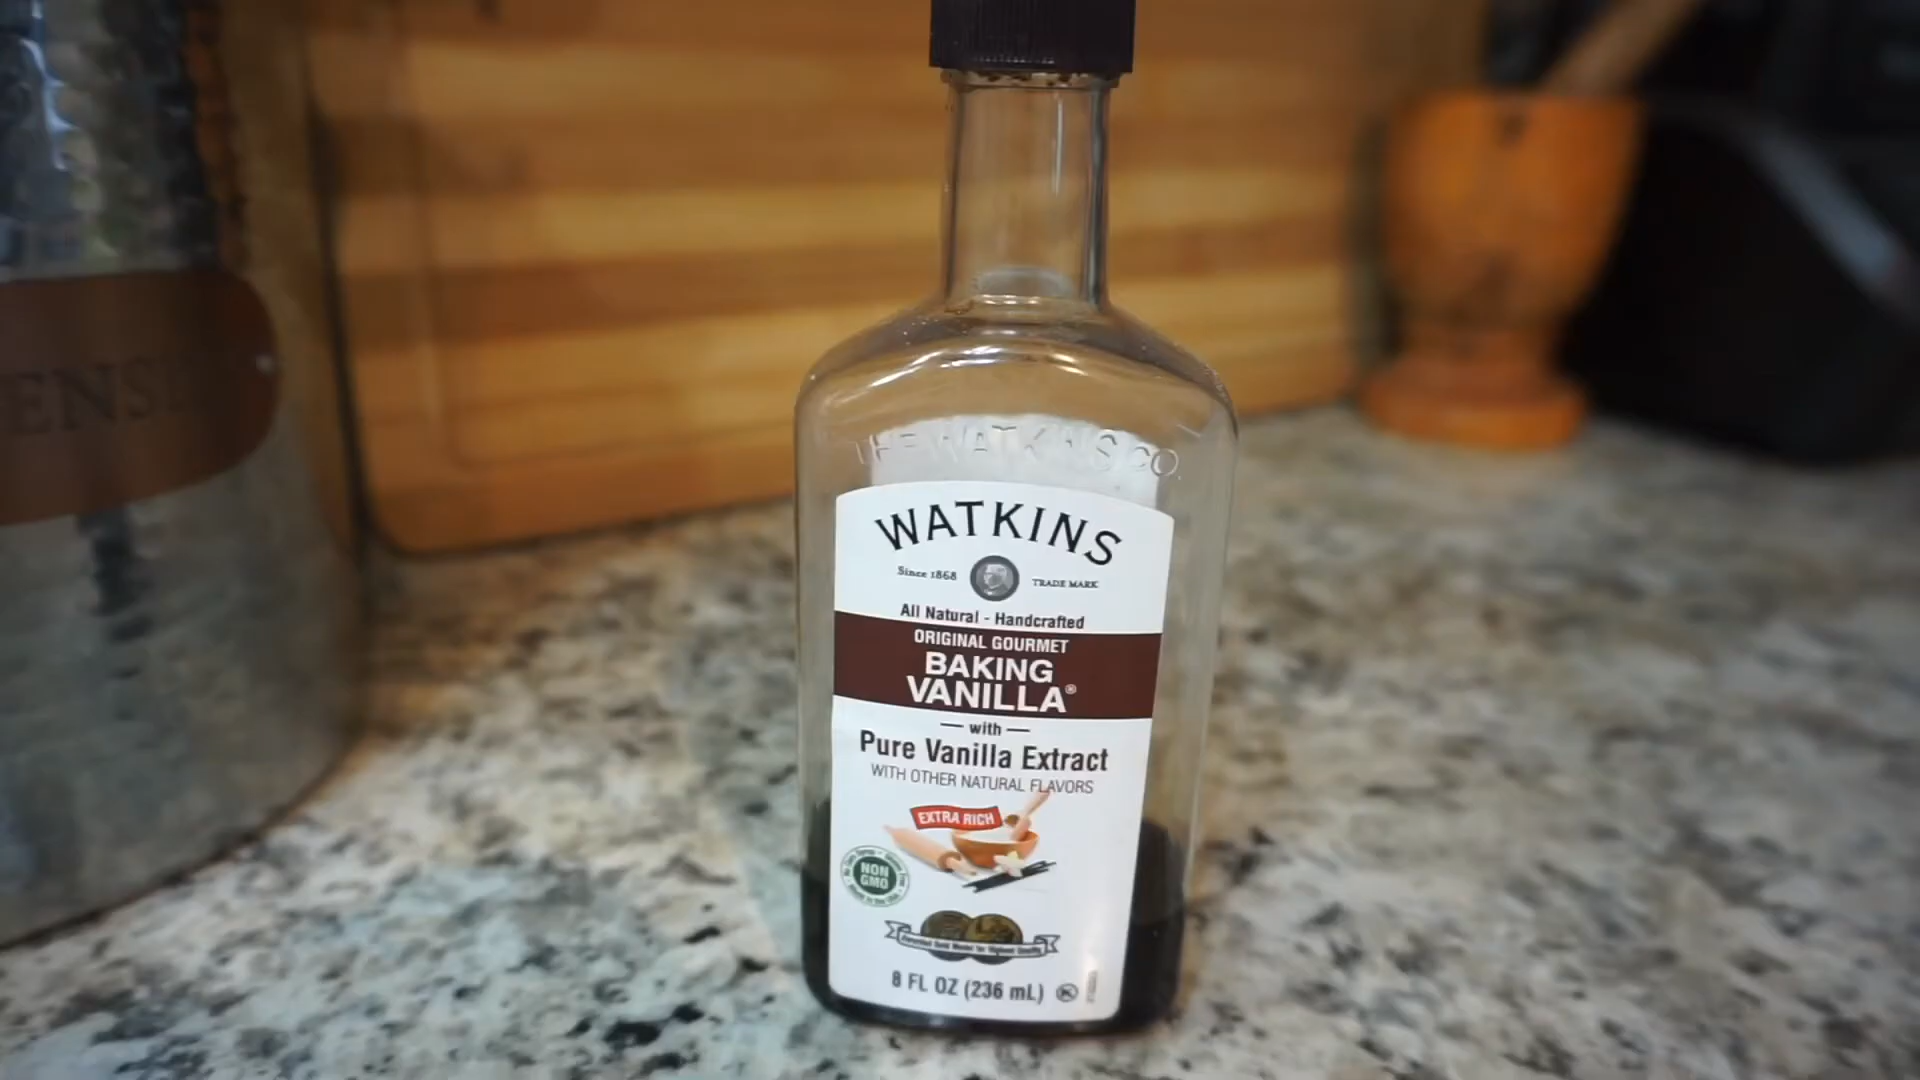 THE WATKINS CO.
WATKINS
Since 1868 TRADE MARK
All Natural - Handcrafted
ORIGINAL GOURMET
BAKING
VANILLA®
with
Pure Vanilla Extract
WITH OTHER NATURAL FLAVORS
EXTRA RICH
NON
GMO
8 FL OZ (236 mL) K
ENSE